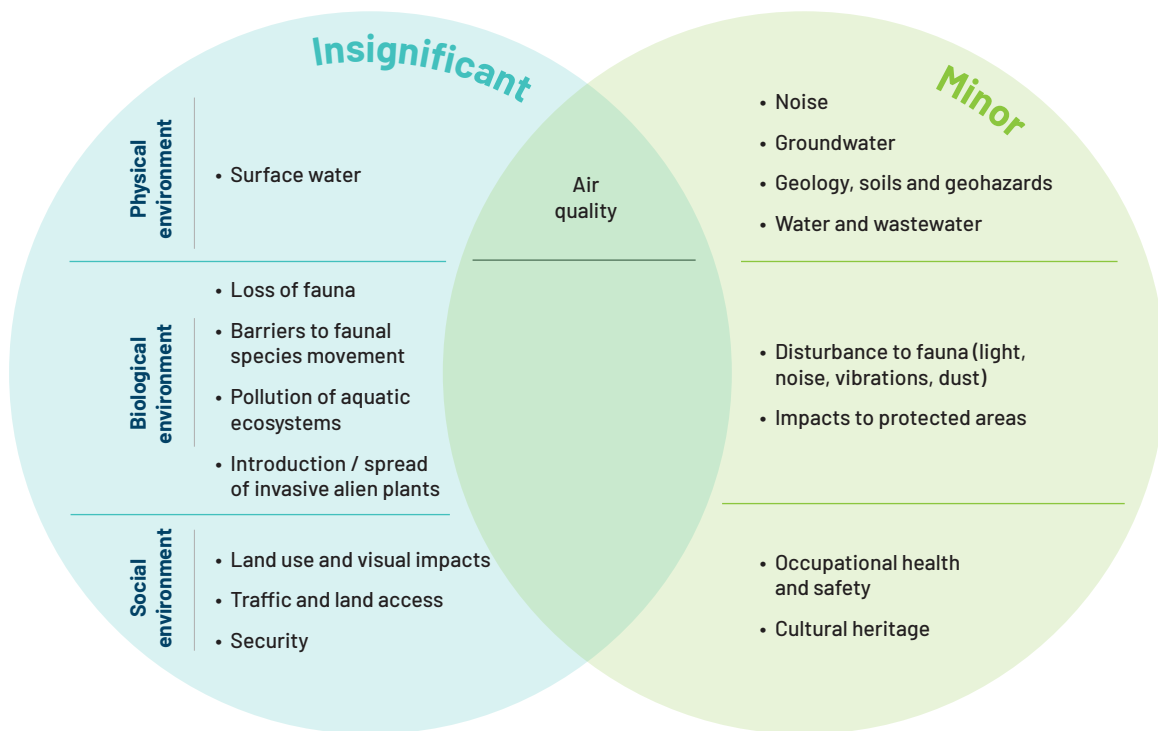 Insignificant
Minor
Physical
environment
• Surface water
Air
quality
• Noise
• Groundwater
• Geology, soils and geohazards
• Water and wastewater
Biological
environment
• Loss of fauna
• Barriers to faunal
species movement
• Pollution of aquatic
ecosystems
• Introduction / spread
of invasive alien plants
• Disturbance to fauna (light,
noise, vibrations, dust)
• Impacts to protected areas
Social
environment
• Land use and visual impacts
• Traffic and land access
• Security
• Occupational health
and safety
• Cultural heritage